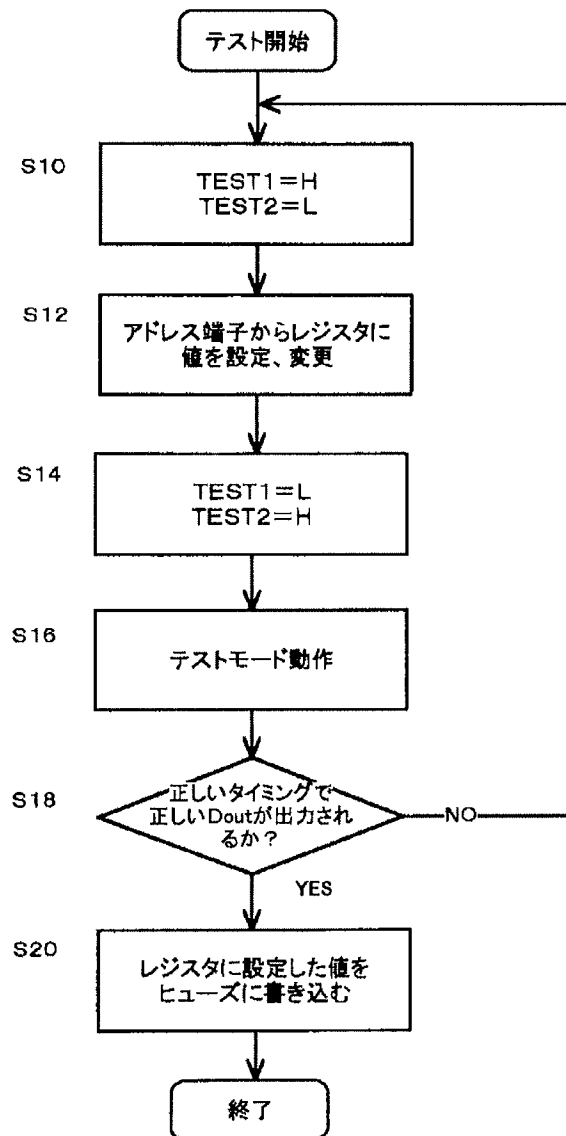 テスト開始
S10
TEST1=H
TEST2=L
S12
アドレス端子からレジスタに
値を設定、変更
S14
TEST1=L
TEST2=H
S16
テストモード動作
S18
正しいタイミングで
正しいDoutが出力され
るか？
NO
YES
S20
レジスタに設定した値を
ヒューズに書き込む
終了